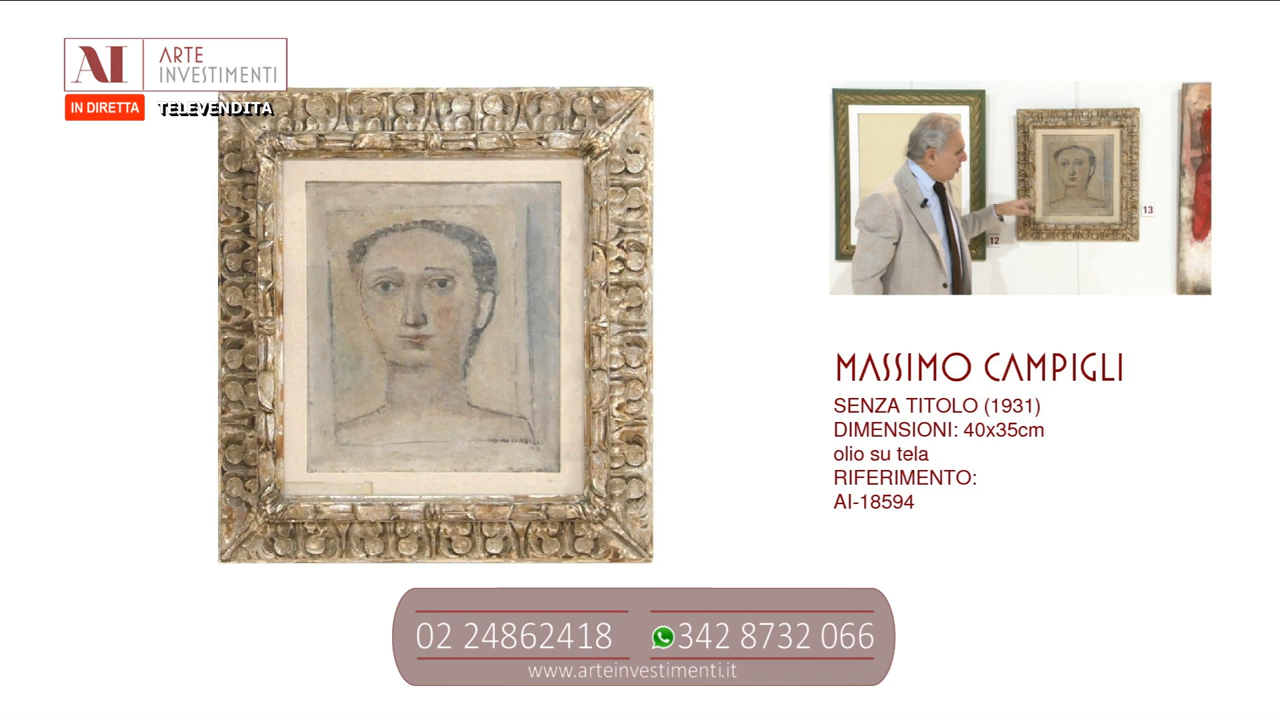 AI
ARTE
INVESTIMENTI
IN DIRETTA TELEVENDITA
12
13
MASSIMO CAMPIGLI
SENZA TITOLO (1931)
DIMENSIONI: 40x35cm
olio su tela
RIFERIMENTO:
AI-18594
02 24862418 342 8732 066
www.arteinvestimenti.it